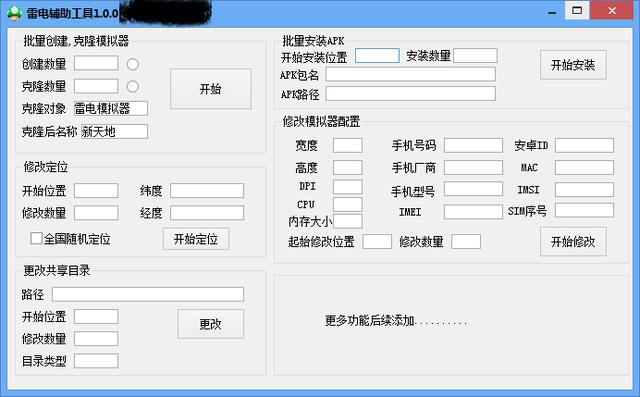 雷电辅助工具1.0.0
批量创建,克隆模拟器
创建数量
克隆数量
克隆对象 雷电模拟器
克隆后名称 新天地
开始
修改定位
开始位置 纬度
修改数量 经度
全国随机定位 开始定位
更改共享目录
路径
开始位置
修改数量
目录类型
更改
批量安装APK
开始安装位置 安装数量
APK包名
APK路径
开始安装
修改模拟器配置
宽度 手机号码 安卓ID
高度 手机厂商 MAC
DPI 手机型号 IMSI
CPU IMEI SIM序号
内存大小
起始修改位置 修改数量 开始修改
更多功能后续添加..........